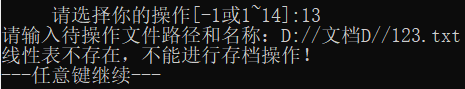 请选择你的操作[-1或1~14]:13
请输入待操作文件路径和名称: D://文档D//123.txt
线性表不存在,不能进行存档操作!
---任意键继续---